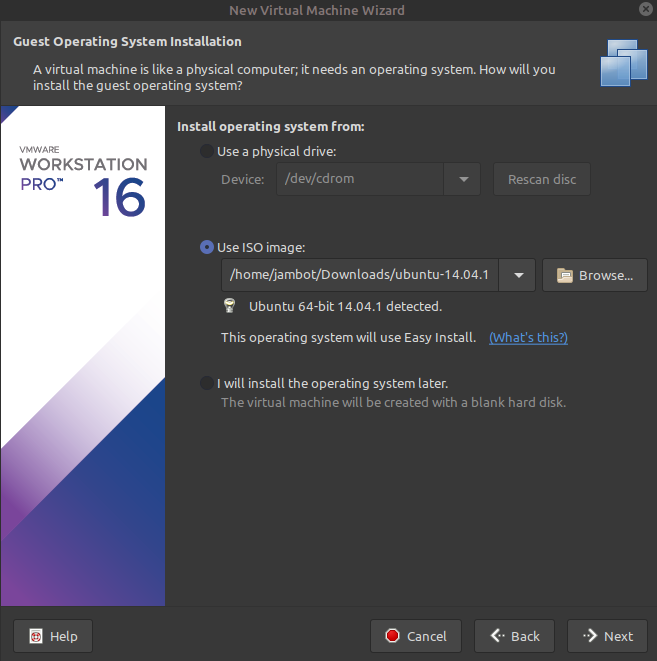 New Virtual Machine Wizard
Guest Operating System Installation
A virtual machine is like a physical computer; it needs an operating system. How will you
install the guest operating system?
VMWARE
WORKSTATION
PRO™ 16
Install operating system from:
Use a physical drive:
Device: /dev/cdrom Rescan disc
Use ISO image:
/home/jambot/Downloads/ubuntu-14.04.1 Browse...
Ubuntu 64-bit 14.04.1 detected.
This operating system will use Easy Install. (What's this?)
I will install the operating system later.
The virtual machine will be created with a blank hard disk.
Help Cancel Back Next